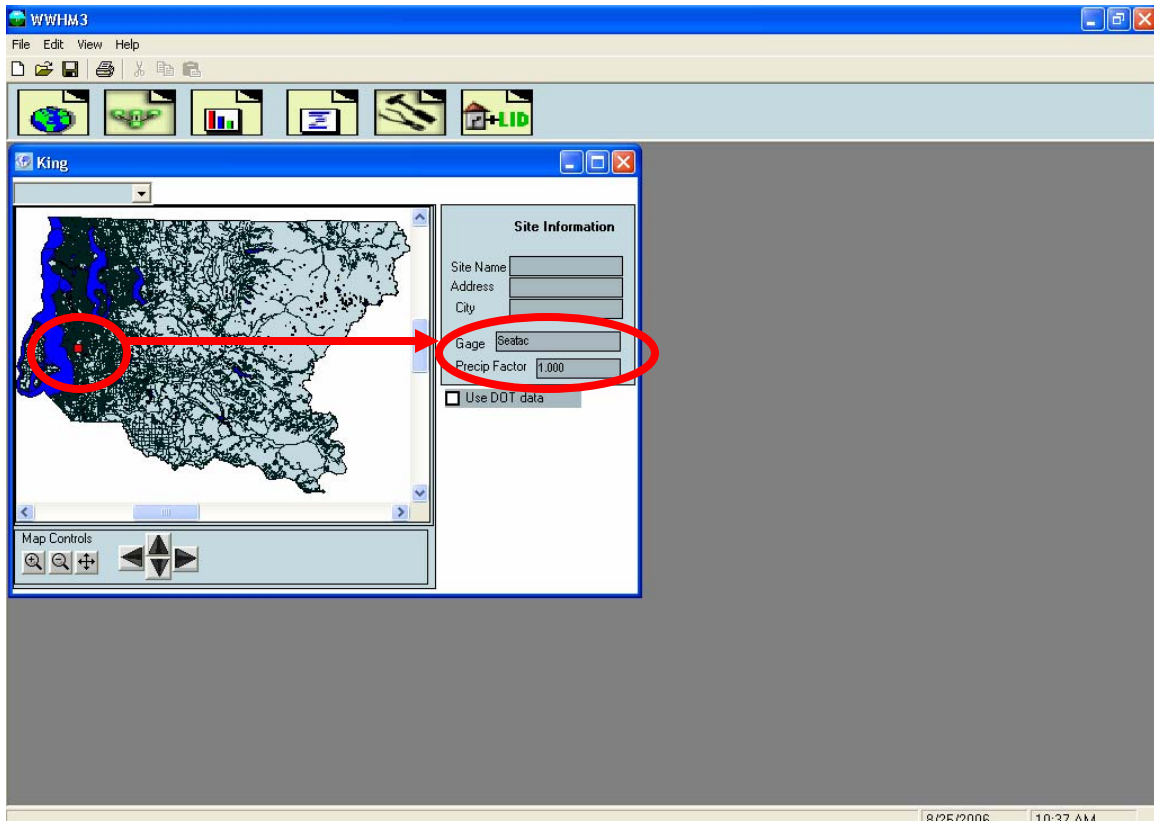 WWHM3
File Edit View Help
+LID
King
Site Information
Site Name
Address
City
Gage Seatac
Precip Factor 1.000
Use DOT data
Map Controls
8/25/2006 10:37 AM